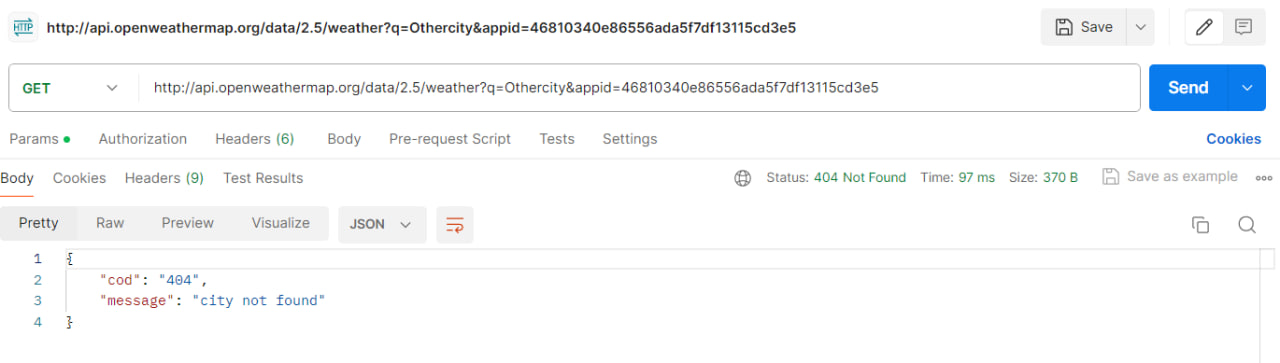 HTTP http://api.openweathermap.org/data/2.5/weather?q=Othercity&appid=46810340e86556ada5f7df13115cd3e5 Save
GET http://api.openweathermap.org/data/2.5/weather?q=Othercity&appid=46810340e86556ada5f7df13115cd3e5 Send
Params Authorization Headers (6) Body Pre-request Script Tests Settings Cookies
Body Cookies Headers (9) Test Results Status: 404 Not Found Time: 97 ms Size: 370 B Save as example
Pretty Raw Preview Visualize JSON
1 {
2 "cod": "404",
3 "message": "city not found"
4 }